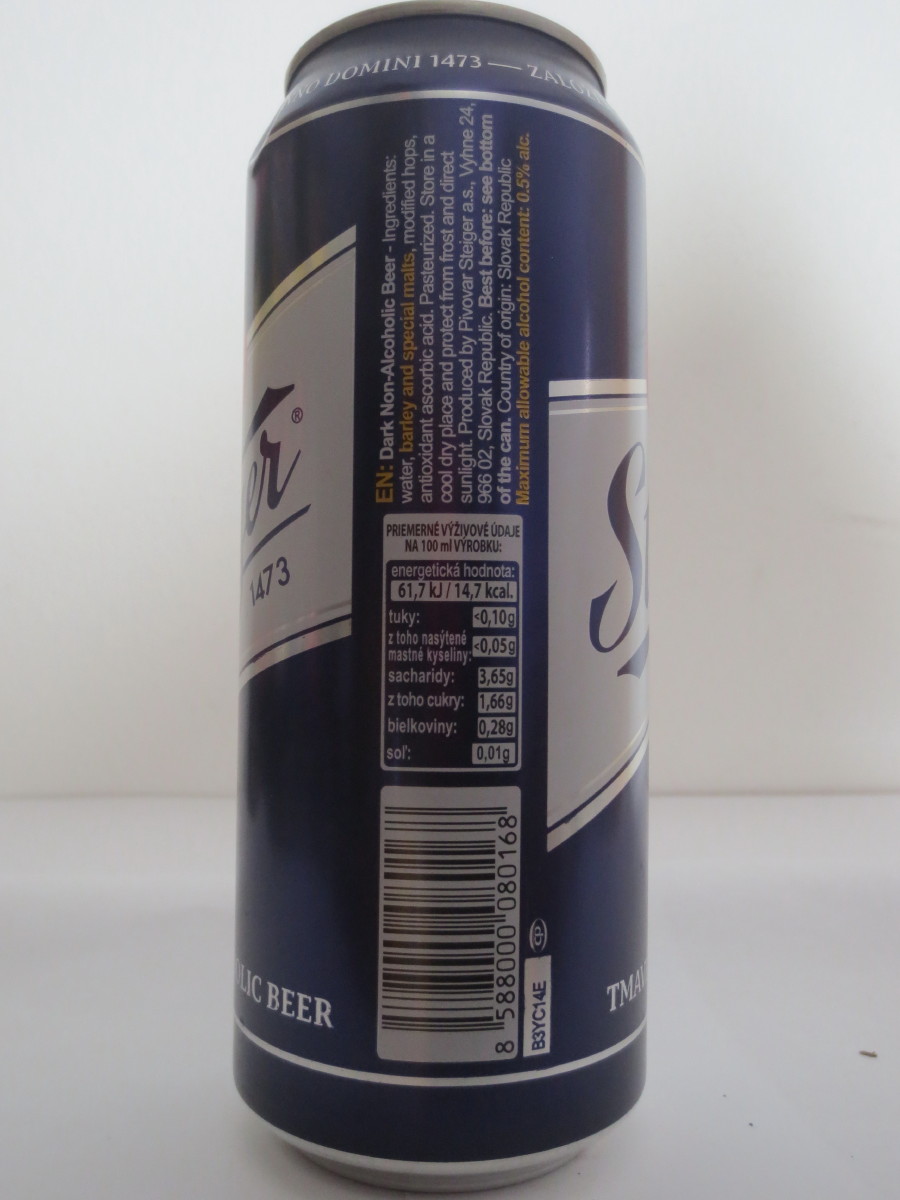 DOMINI 1473 —
er®
1473
EN: Dark Non-Alcoholic Beer - Ingredients:
water, barley and special malts, modified hops,
antioxidant ascorbic acid. Pasteurized. Store in a
cool dry place and protect from frost and direct
sunlight. Produced by Pivovar Steiger a.s., Vyhne 24,
966 02, Slovak Republic. Best before: see bottom
of the can. Country of origin: Slovak Republic
Maximum allowable alcohol content: 0.5% alc.
PRIEMERNÉ VÝŽIVOVÉ ÚDAJE
NA 100 ml VÝROBKU:
energetická hodnota:
61,7 kJ / 14,7 kcal.
tuky: <0,10g
z toho nasýtené
mastné kyseliny: <0,05g
sacharidy: 3,65g
z toho cukry: 1,66g
bielkoviny: 0,28g
soľ: 0,01g
8 588000 080168
B3YC14E
LIC BEER
TMA